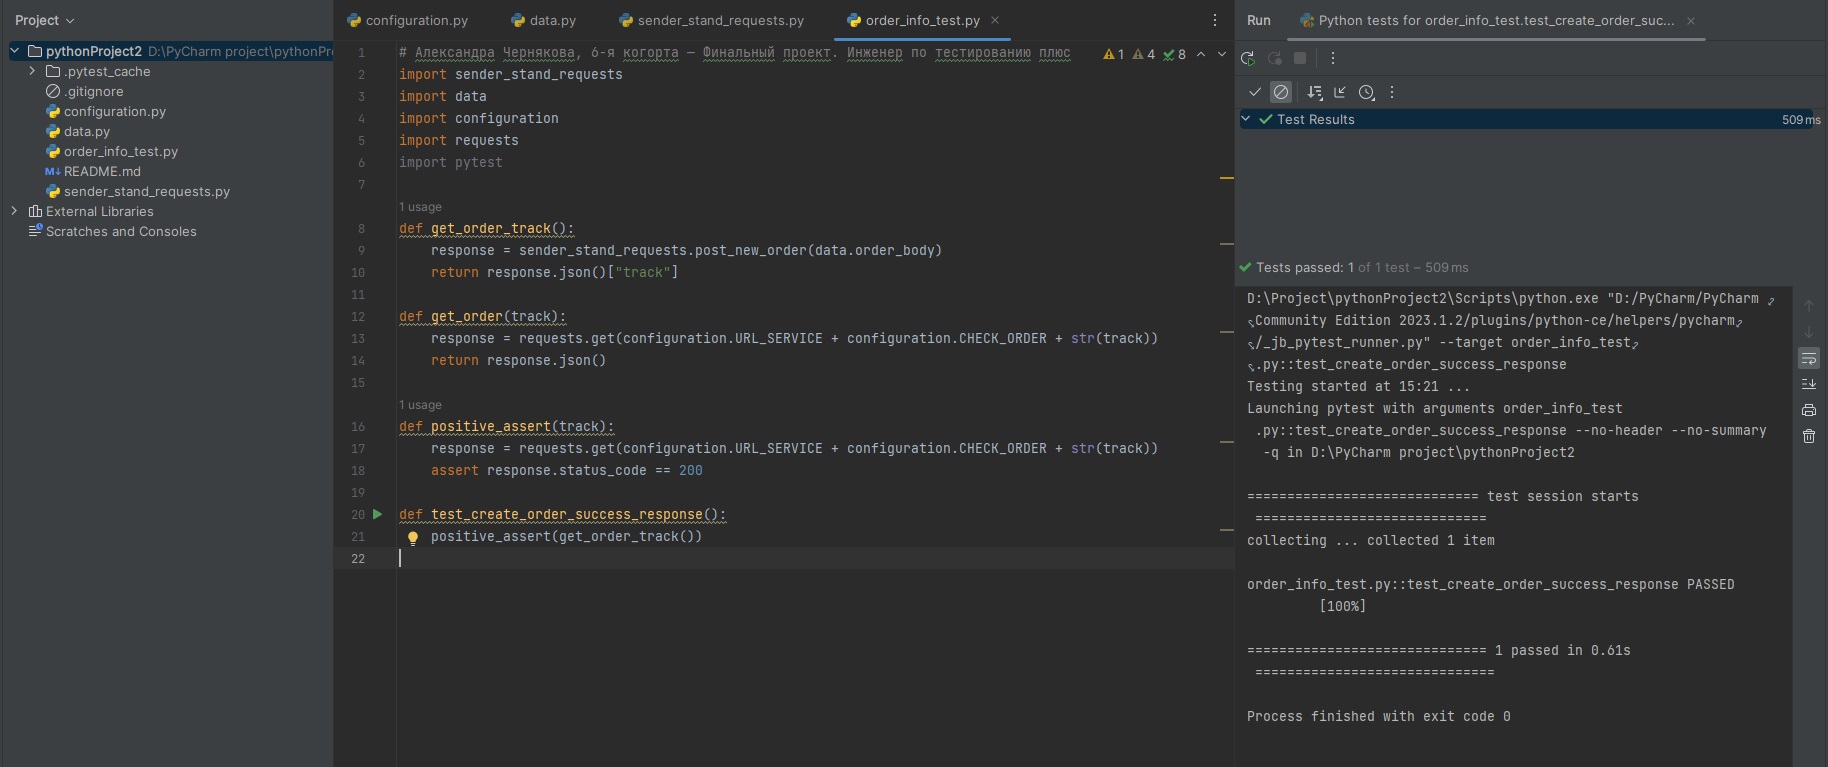 Project
pythonProject2 D:\PyCharm project\pythonPr
.pytest_cache
.gitignore
configuration.py
data.py
order_info_test.py
README.md
sender_stand_requests.py
External Libraries
Scratches and Consoles
configuration.py data.py sender_stand_requests.py order_info_test.py
1 # Александра Чернякова, 6-я когорта — Финальный проект. Инженер по тестированию плюс 1 4 8
2 import sender_stand_requests
3 import data
4 import configuration
5 import requests
6 import pytest
7
1 usage
8 def get_order_track():
9 response = sender_stand_requests.post_new_order(data.order_body)
10 return response.json()["track"]
11
12 def get_order(track):
13 response = requests.get(configuration.URL_SERVICE + configuration.CHECK_ORDER + str(track))
14 return response.json()
15
1 usage
16 def positive_assert(track):
17 response = requests.get(configuration.URL_SERVICE + configuration.CHECK_ORDER + str(track))
18 assert response.status_code == 200
19
20 def test_create_order_success_response():
21 positive_assert(get_order_track())
22
Run Python tests for order_info_test.test_create_order_suc...
Test Results 509 ms
Tests passed: 1 of 1 test – 509 ms
D:\Project\pythonProject2\Scripts\python.exe "D:/PyCharm/PyCharm
Community Edition 2023.1.2/plugins/python-ce/helpers/pycharm
/_jb_pytest_runner.py" --target order_info_test
.py::test_create_order_success_response
Testing started at 15:21 ...
Launching pytest with arguments order_info_test
.py::test_create_order_success_response --no-header --no-summary
-q in D:\PyCharm project\pythonProject2
============================= test session starts
=============================
collecting ... collected 1 item
order_info_test.py::test_create_order_success_response PASSED
[100%]
============================== 1 passed in 0.61s
==============================
Process finished with exit code 0